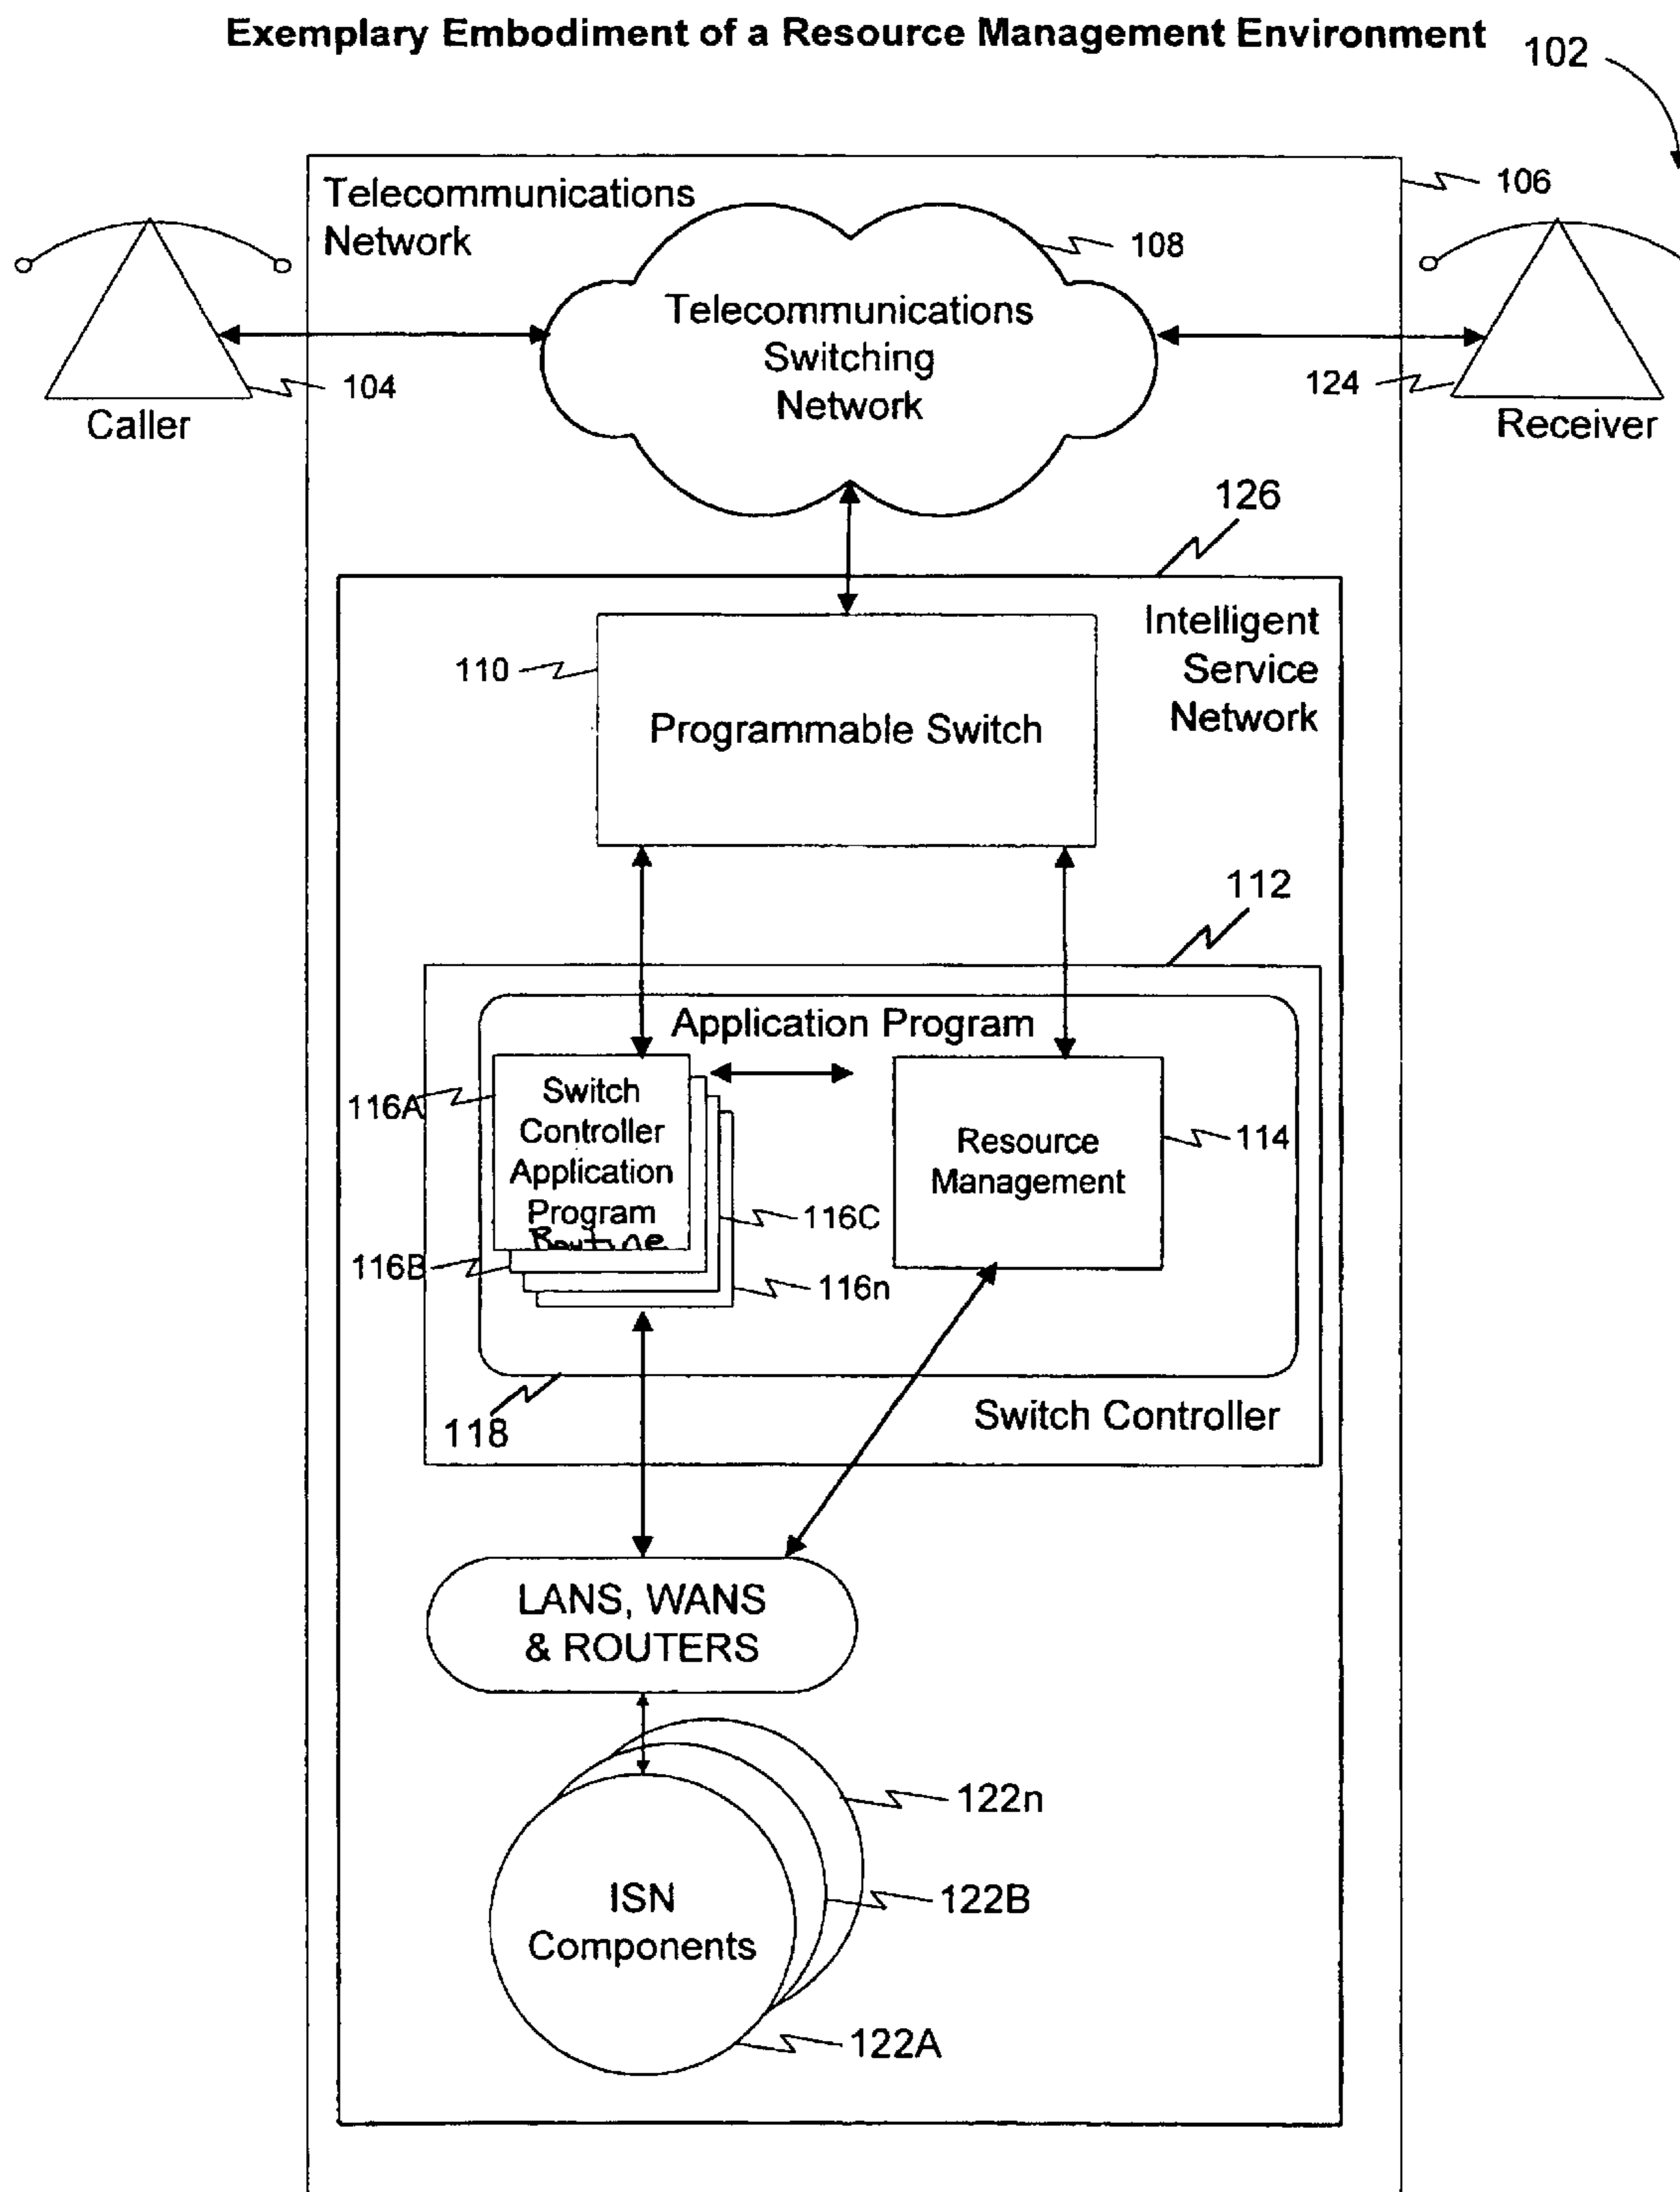 Exemplary Embodiment of a Resource Management Environment
102
Telecommunications
Network
106
108
Telecommunications
Switching
Network
104
Caller
124
Receiver
126
Intelligent
Service
Network
110
Programmable Switch
112
Application Program
116A
Switch
Controller
Application
Program
Routine
Resource
Management
114
116C
116B
116n
118
Switch Controller
LANS, WANS
& ROUTERS
122n
ISN
Components
122B
122A